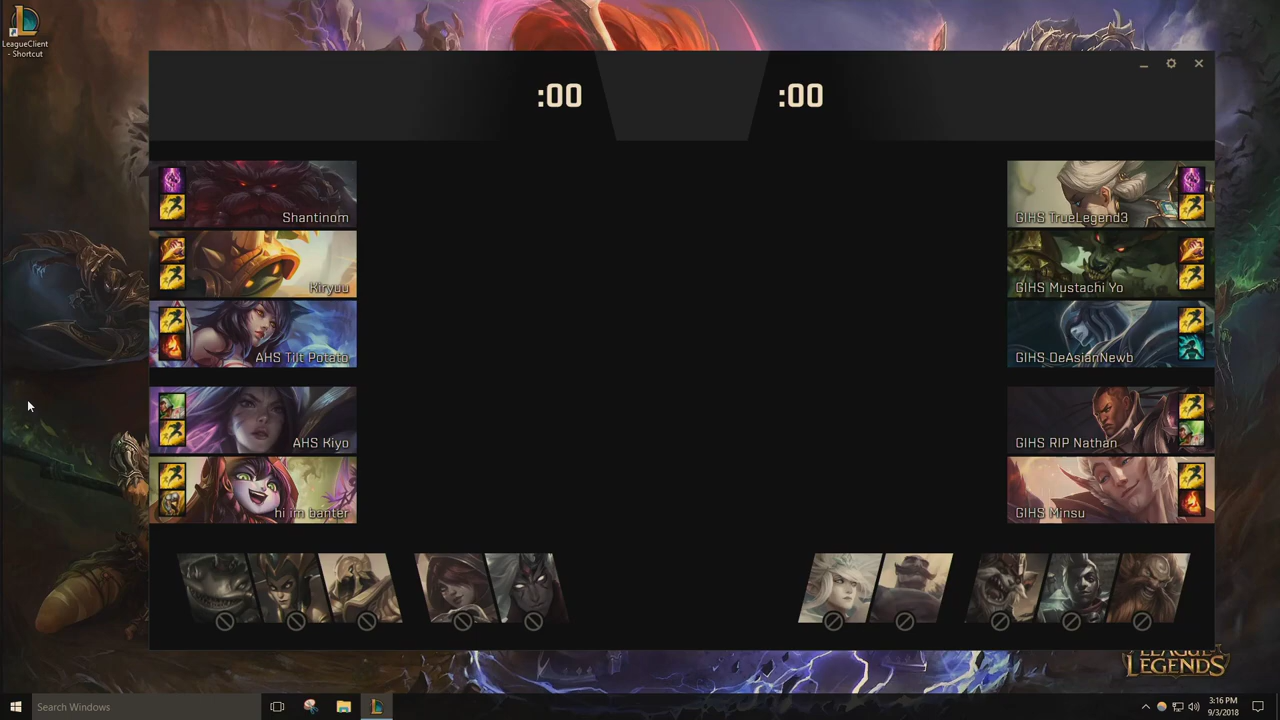 LeagueClient
- Shortcut
:00
:00
Shantinom
GIHS TrueLegend3
Kiryuu
GIHS Mustachi Yo
AHS Tilt Potato
GIHS DeAsianNewb
AHS Kiyo
GIHS RIP Nathan
hi im banter
GIHS Minsu
LEAGUE OF
LEGENDS
Search Windows
3:16 PM
9/3/2018